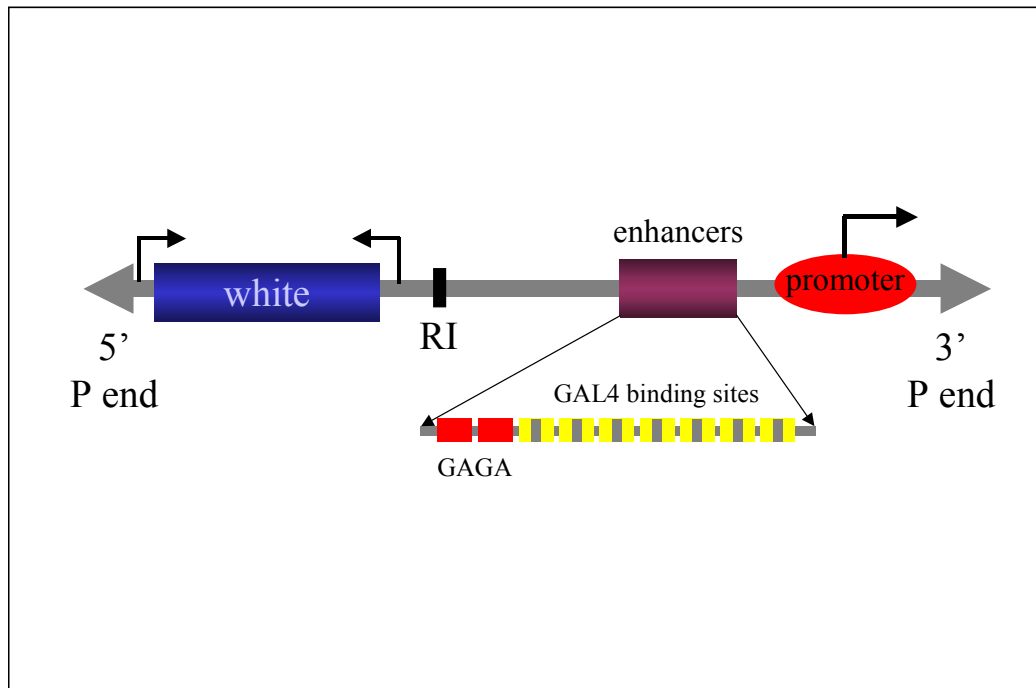 enhancers
white
promoter
RI
5’
P end
3’
P end
GAL4 binding sites
GAGA